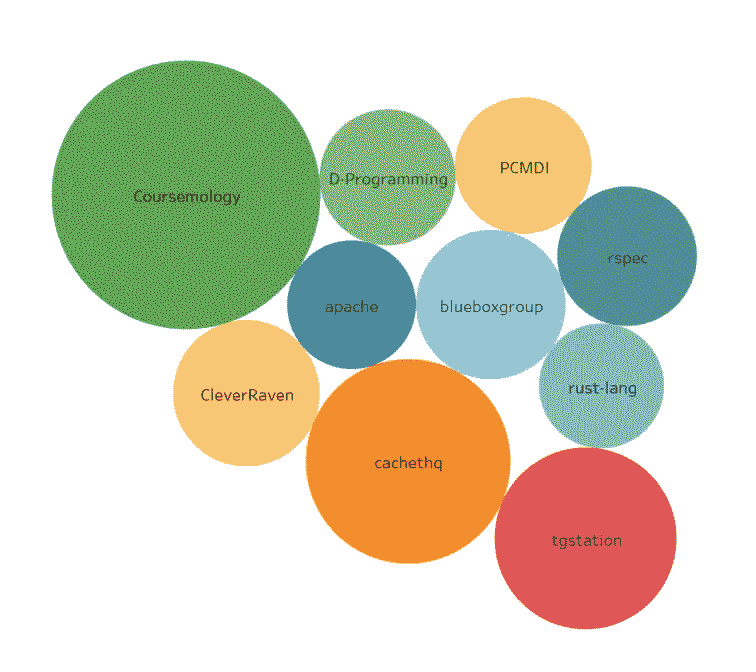 PCMDI
D-Programming
Coursemology
rspec
apache
blueboxgroup
rust-lang
CleverRaven
cachethq
tgstation